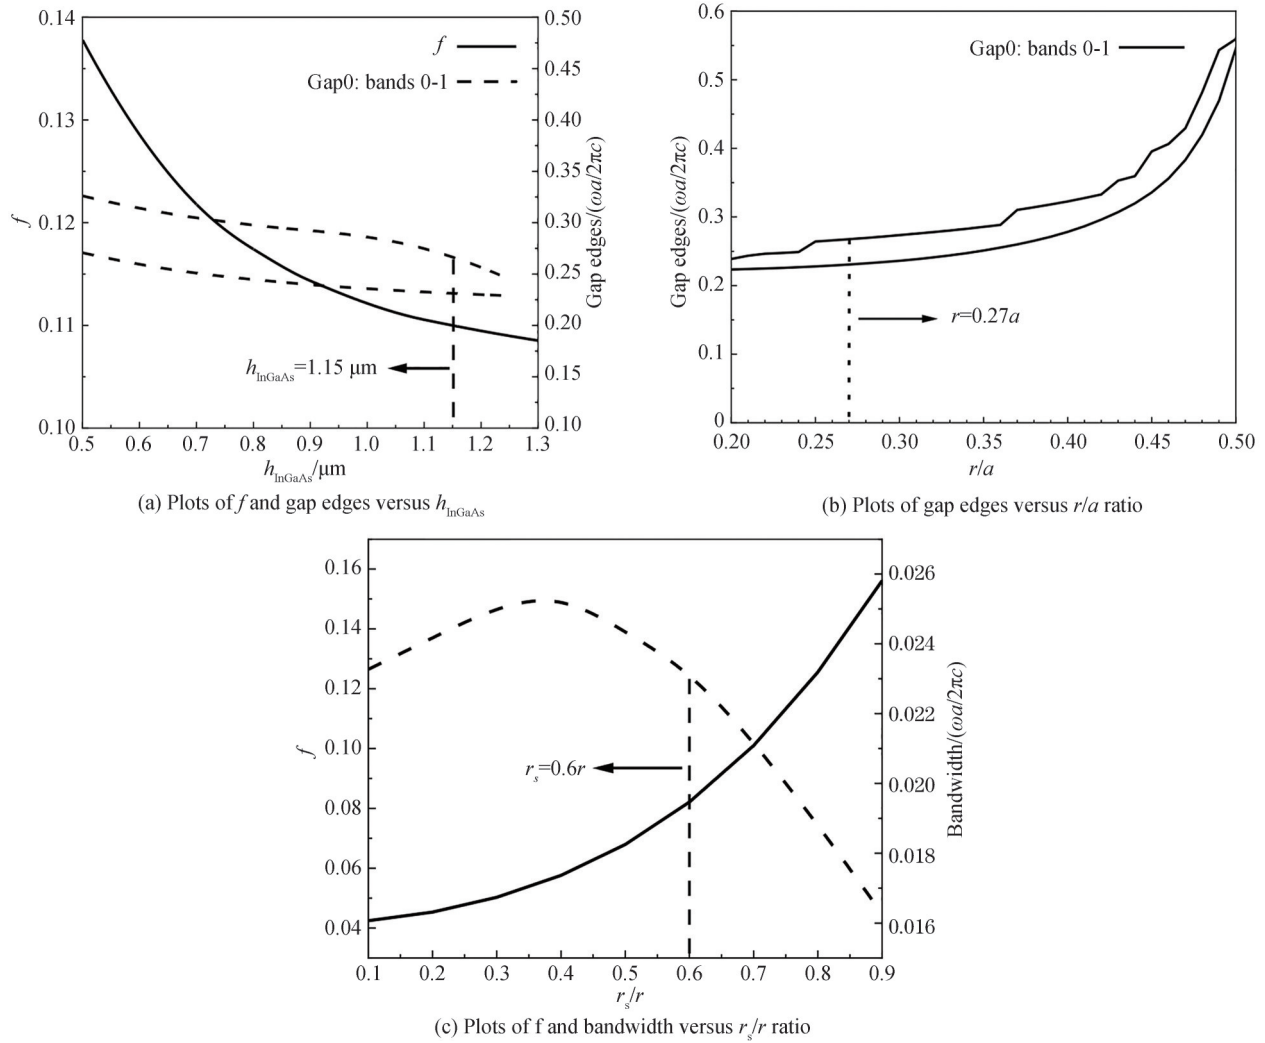 0.14
0.13
0.12
0.11
0.10
f
0.50
0.45
0.40
0.35
0.30
0.25
0.20
0.15
0.10
Gap edges/(ωa/2πc)
f
Gap0: bands 0-1
h_InGaAs=1.15 μm
0.5 0.6 0.7 0.8 0.9 1.0 1.1 1.2 1.3
h_InGaAs/μm
(a) Plots of f and gap edges versus h_InGaAs
0.6
0.5
0.4
0.3
0.2
0.1
0
Gap edges/(ωa/2πc)
Gap0: bands 0-1
r=0.27a
0.20 0.25 0.30 0.35 0.40 0.45 0.50
r/a
(b) Plots of gap edges versus r/a ratio
0.16
0.14
0.12
0.10
0.08
0.06
0.04
f
0.026
0.024
0.022
0.020
0.018
0.016
Bandwidth/(ωa/2πc)
r_s=0.6r
0.1 0.2 0.3 0.4 0.5 0.6 0.7 0.8 0.9
r_s/r
(c) Plots of f and bandwidth versus r_s/r ratio